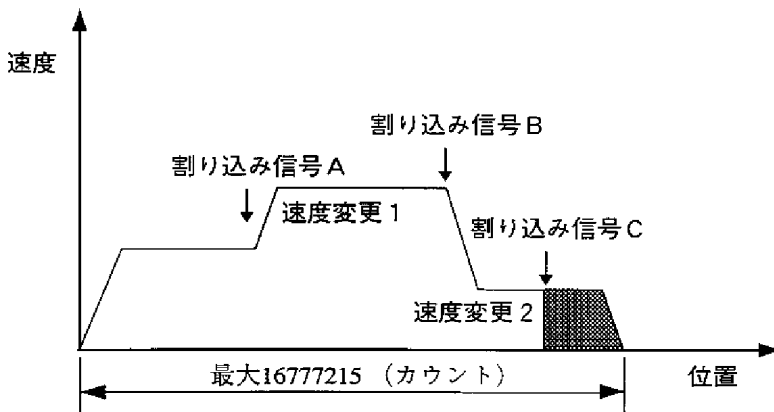 速度
割り込み信号B
割り込み信号A
速度変更1
割り込み信号C
速度変更2
最大16777215 （カウント）
位置